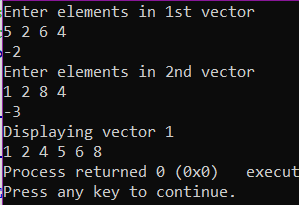 Enter elements in 1st vector
5 2 6 4
-2
Enter elements in 2nd vector
1 2 8 4
-3
Displaying vector 1
1 2 4 5 6 8
Process returned 0 (0x0)   execut
Press any key to continue.